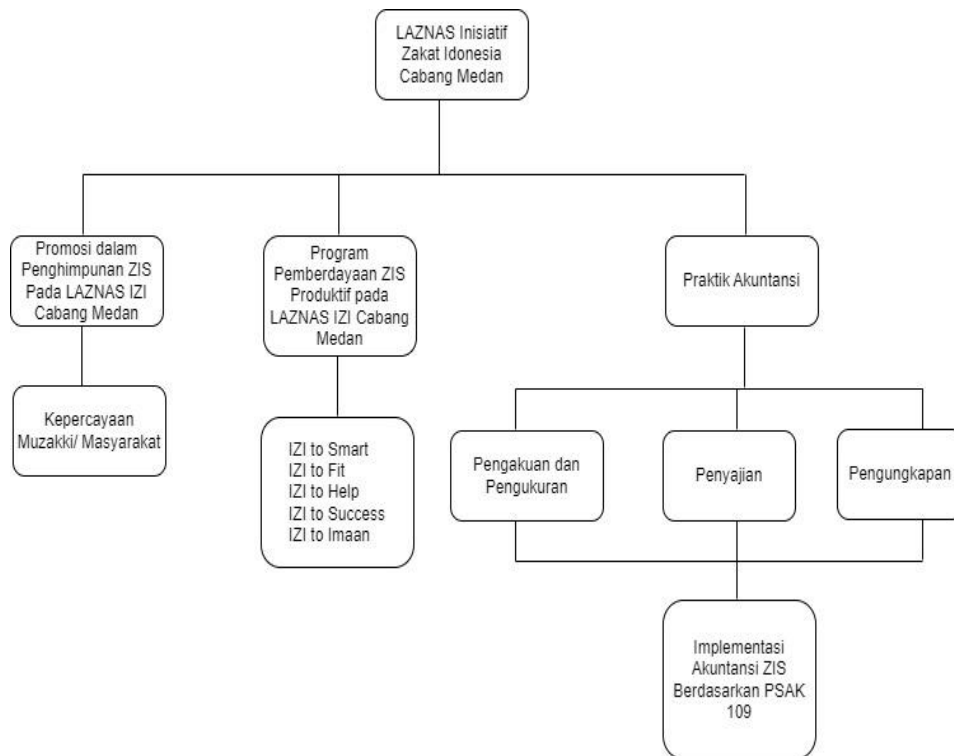 LAZNAS Inisiatif
Zakat Idonesia
Cabang Medan
Promosi dalam
Penghimpunan ZIS
Pada LAZNAS IZI
Cabang Medan
Program
Pemberdayaan ZIS
Produktif pada
LAZNAS IZI Cabang
Medan
Praktik Akuntansi
Kepercayaan
Muzakki/ Masyarakat
IZI to Smart
IZI to Fit
IZI to Help
IZI to Success
IZI to Imaan
Pengakuan dan
Pengukuran
Penyajian
Pengungkapan
Implementasi
Akuntansi ZIS
Berdasarkan PSAK
109